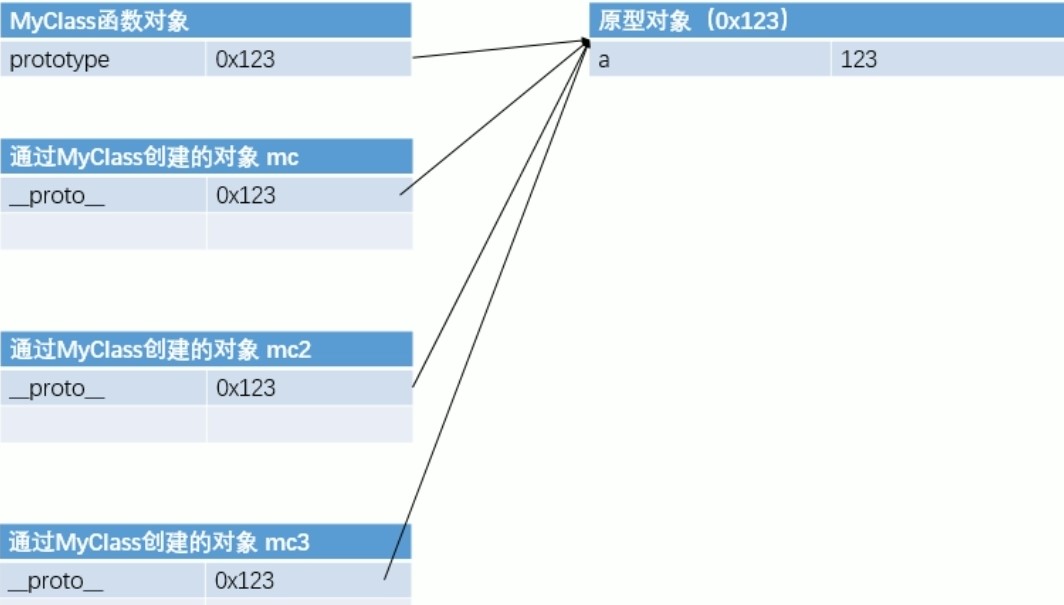 MyClass函数对象
prototype 0x123
原型对象（0x123）
a 123
通过MyClass创建的对象 mc
__proto__ 0x123
通过MyClass创建的对象 mc2
__proto__ 0x123
通过MyClass创建的对象 mc3
__proto__ 0x123